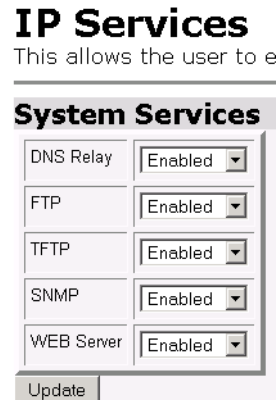 IP Services
This allows the user to e
System Services
DNS Relay Enabled
FTP Enabled
TFTP Enabled
SNMP Enabled
WEB Server Enabled
Update